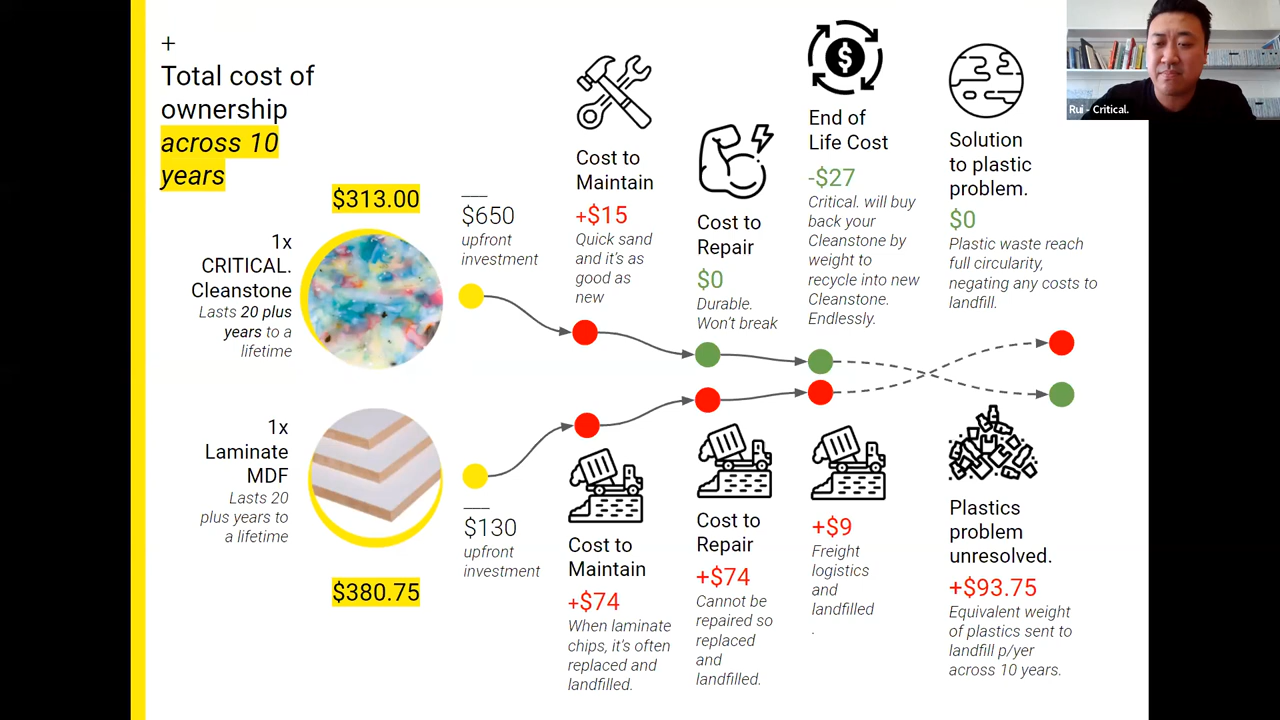 +
Total cost of
ownership
across 10
years
$313.00
1x
CRITICAL.
Cleanstone
Lasts 20 plus
years to a
lifetime
$650
upfront
investment
Cost to
Maintain
+$15
Quick sand
and it's as
good as
new
Cost to
Repair
$0
Durable.
Won't break
End of
Life Cost
-$27
Critical. will buy
back your
Cleanstone by
weight to
recycle into new
Cleanstone.
Endlessly.
Solution
to plastic
problem.
$0
Plastic waste reach
full circularity,
negating any costs to
landfill.
Rui - Critical.
1x
Laminate
MDF
Lasts 20
plus years to
a lifetime
$380.75
$130
upfront
investment
Cost to
Maintain
+$74
When laminate
chips, it's often
replaced and
landfilled.
Cost to
Repair
+$74
Cannot be
repaired so
replaced
and
landfilled.
+$9
Freight
logistics
and
landfilled
.
Plastics
problem
unresolved.
+$93.75
Equivalent weight
of plastics sent to
landfill p/yer
across 10 years.